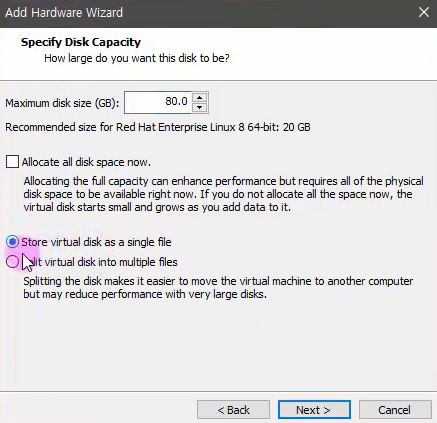 Add Hardware Wizard
Specify Disk Capacity
How large do you want this disk to be?
Maximum disk size (GB): 80.0
Recommended size for Red Hat Enterprise Linux 8 64-bit: 20 GB
Allocate all disk space now.
Allocating the full capacity can enhance performance but requires all of the physical
disk space to be available right now. If you do not allocate all the space now, the
virtual disk starts small and grows as you add data to it.
Store virtual disk as a single file
virtual disk into multiple files
Splitting the disk makes it easier to move the virtual machine to another computer
but may reduce performance with very large disks.
< Back Next > Cancel